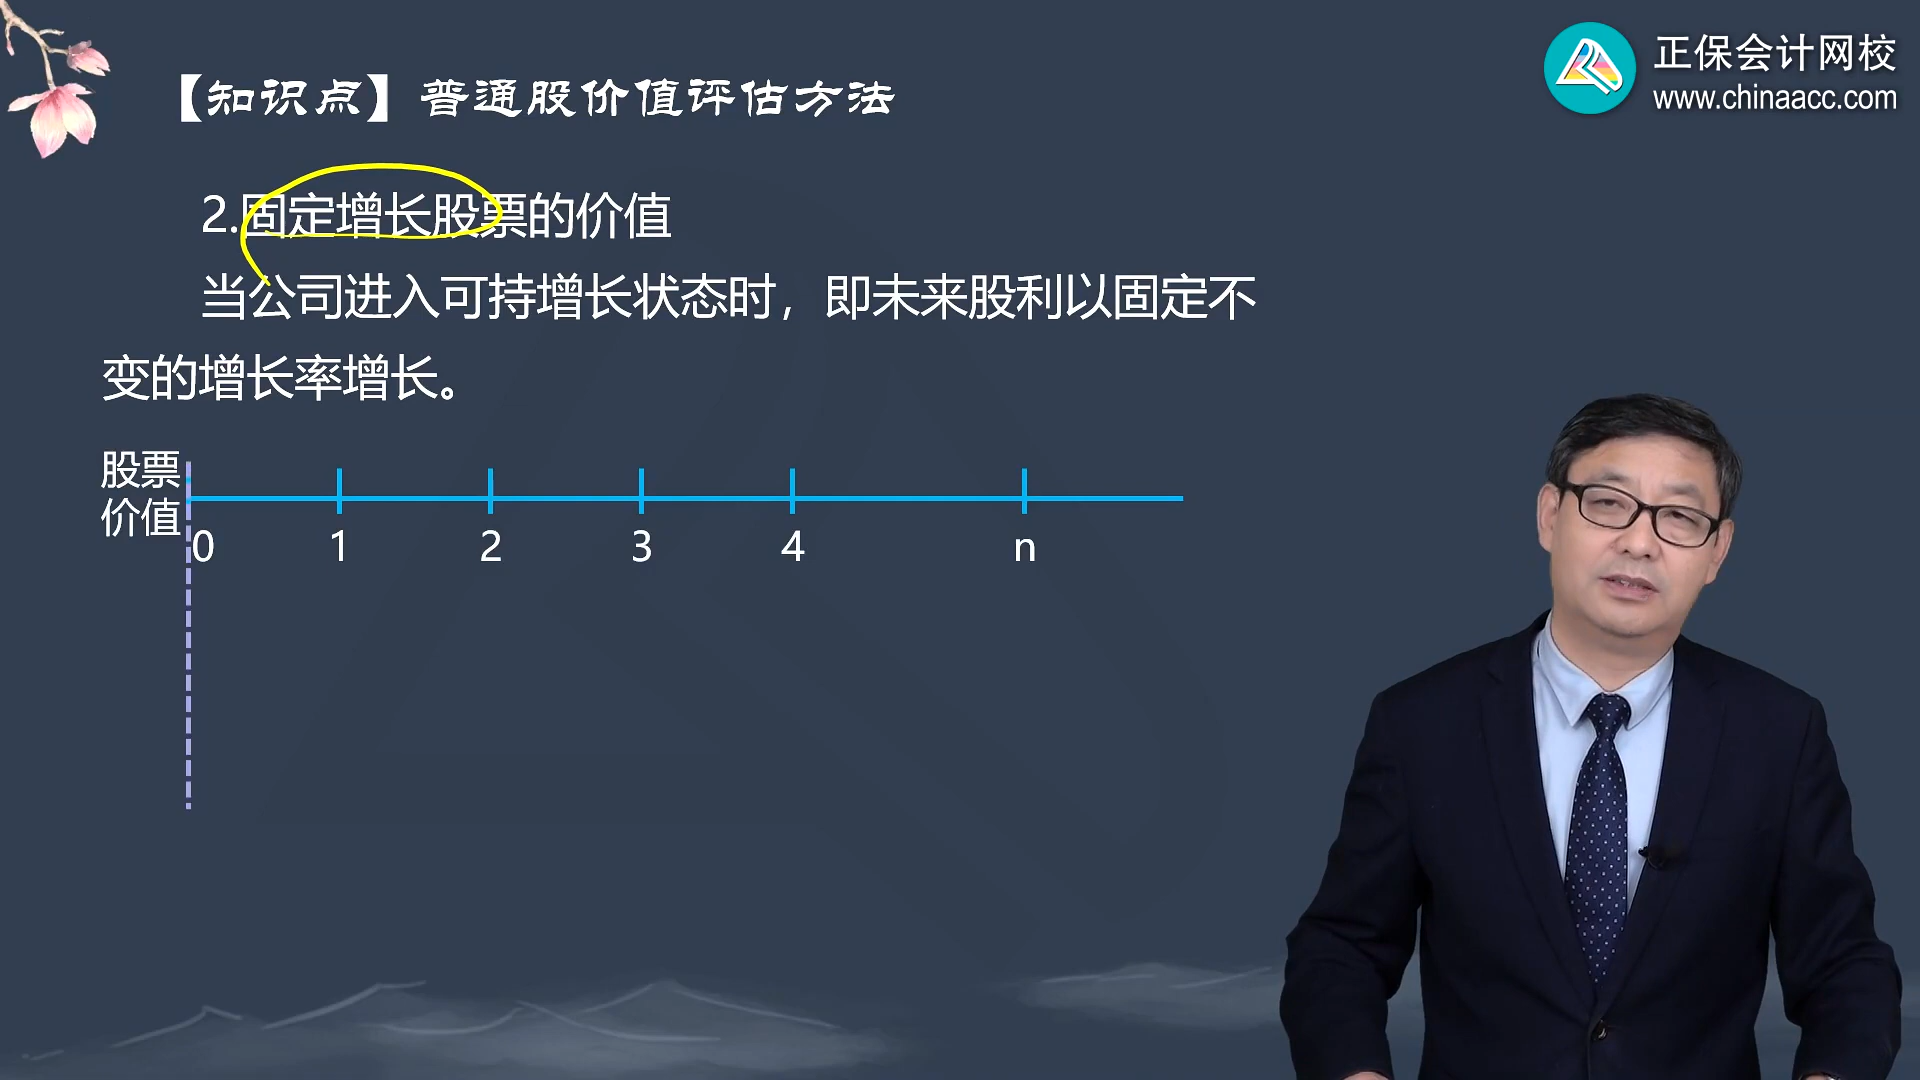 正保会计网校
www.chinaacc.com
【知识点】普通股价值评估方法
2.固定增长股票的价值
当公司进入可持增长状态时，即未来股利以固定不
变的增长率增长。
股票
价值
0 1 2 3 4 n